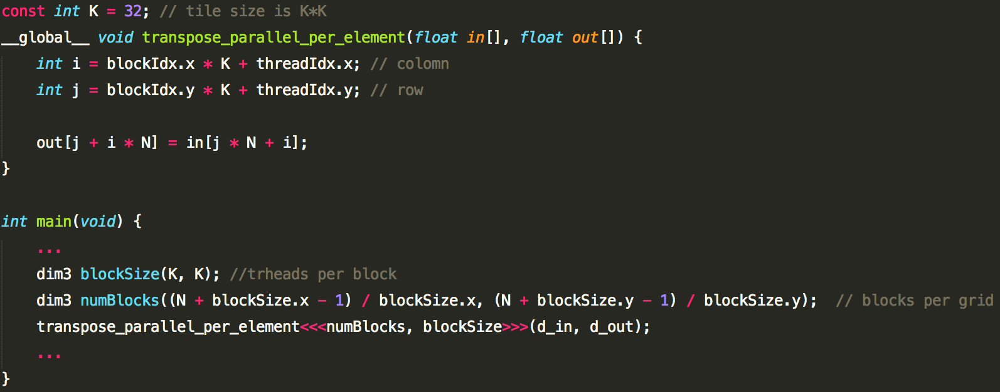 const int K = 32; // tile size is K*K
__global__ void transpose_parallel_per_element(float in[], float out[]) {
    int i = blockIdx.x * K + threadIdx.x; // colomn
    int j = blockIdx.y * K + threadIdx.y; // row

    out[j + i * N] = in[j * N + i];
}

int main(void) {
    ...
    dim3 blockSize(K, K); //trheads per block
    dim3 numBlocks((N + blockSize.x - 1) / blockSize.x, (N + blockSize.y - 1) / blockSize.y);  // blocks per grid
    transpose_parallel_per_element<<<numBlocks, blockSize>>>(d_in, d_out);
    ...
}